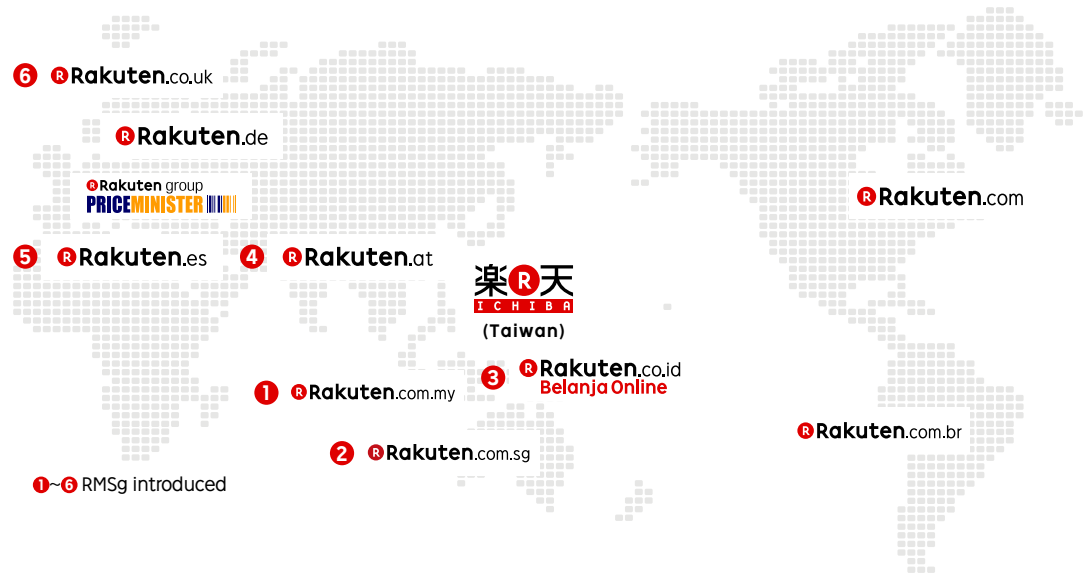 6 R Rakuten.co.uk
R Rakuten.de
R Rakuten group
PRICEMINISTER
R Rakuten.com
5 R Rakuten.es
4 R Rakuten.at
楽R天
ICHIBA
(Taiwan)
3 R Rakuten.co.id
Belanja Online
1 R Rakuten.com.my
R Rakuten.com.br
2 R Rakuten.com.sg
1~6 RMSg introduced